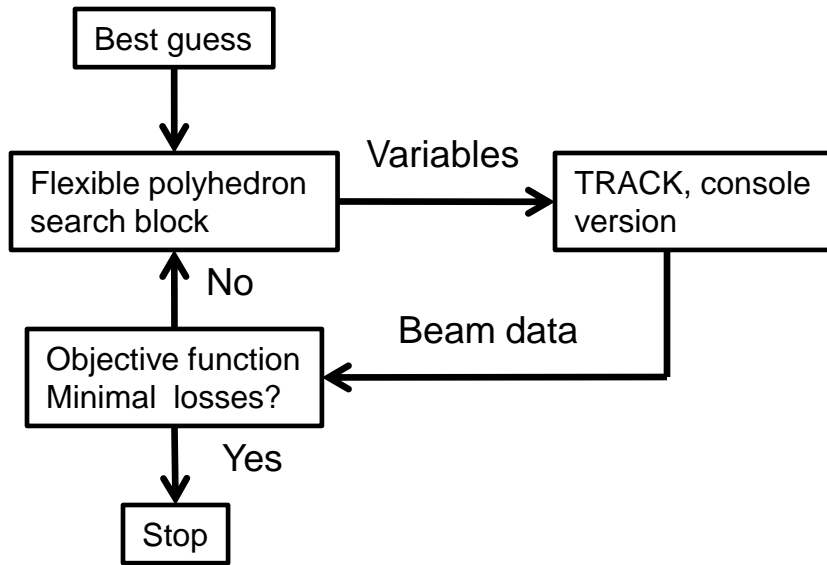 Best guess
Flexible polyhedron
search block
Variables
TRACK, console
version
No
Beam data
Objective function
Minimal losses?
Yes
Stop